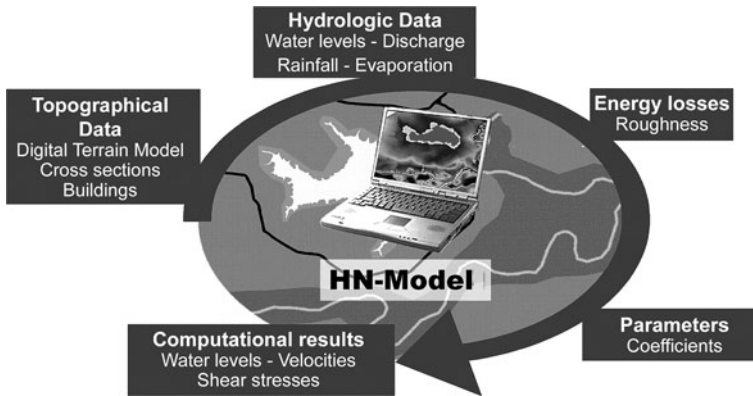 Hydrologic Data
Water levels - Discharge
Rainfall - Evaporation
Topographical
Data
Digital Terrain Model
Cross sections
Buildings
Energy losses
Roughness
HN-Model
Computational results
Water levels - Velocities
Shear stresses
Parameters
Coefficients